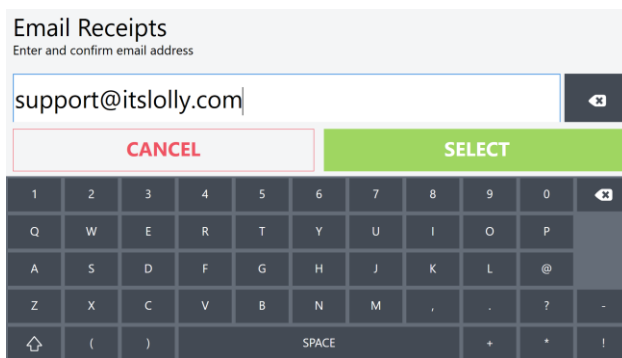 Email Receipts
Enter and confirm email address
support@itslolly.com
CANCEL SELECT
1 2 3 4 5 6 7 8 9 0
Q W E R T Y U I O P
A S D F G H J K L @
Z X C V B N M , . ? -
( ) SPACE + * !